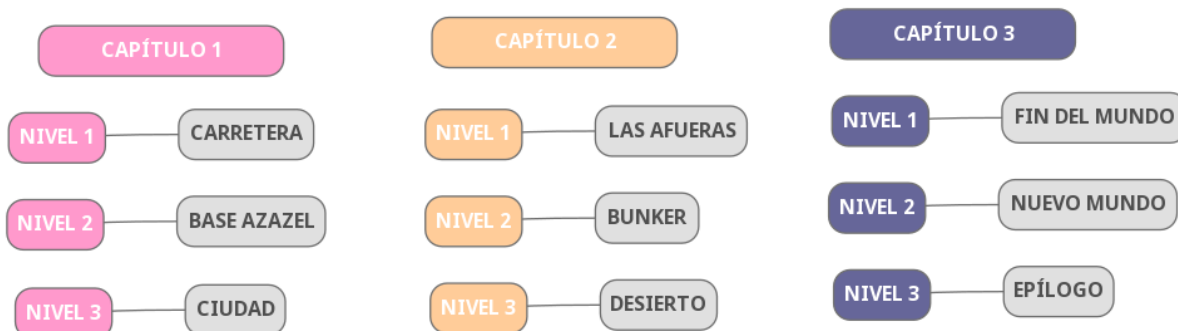 CAPÍTULO 1
NIVEL 1
CARRETERA
NIVEL 2
BASE AZAZEL
NIVEL 3
CIUDAD
CAPÍTULO 2
NIVEL 1
LAS AFUERAS
NIVEL 2
BUNKER
NIVEL 3
DESIERTO
CAPÍTULO 3
NIVEL 1
FIN DEL MUNDO
NIVEL 2
NUEVO MUNDO
NIVEL 3
EPÍLOGO